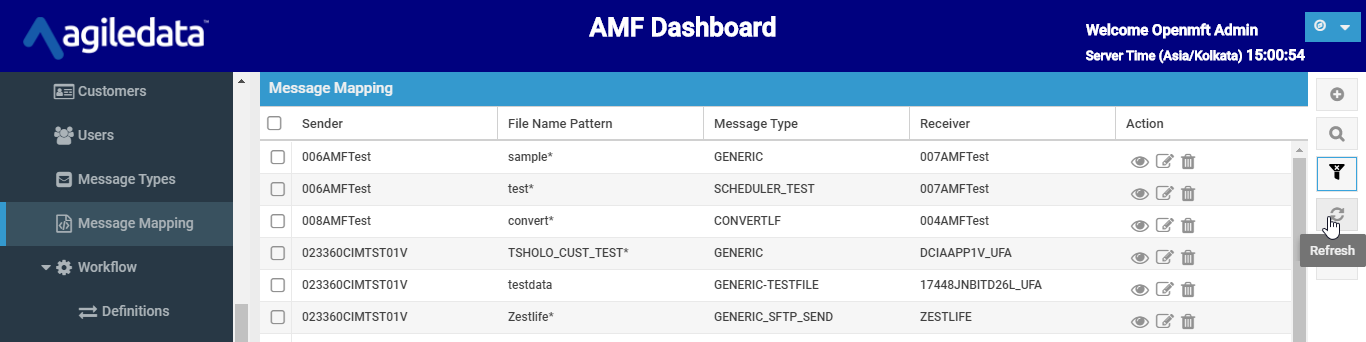 agiledata™
AMF Dashboard
Welcome Openmft Admin
Server Time (Asia/Kolkata) 15:00:54
Customers
Users
Message Types
Message Mapping
Workflow
Definitions
Message Mapping
Sender File Name Pattern Message Type Receiver Action
006AMFTest sample* GENERIC 007AMFTest
006AMFTest test* SCHEDULER_TEST 007AMFTest
008AMFTest convert* CONVERTLF 004AMFTest
023360CIMTST01V TSHOLO_CUST_TEST* GENERIC DCIAAPP1V_UFA
023360CIMTST01V testdata GENERIC-TESTFILE 17448JNBITD26L_UFA
023360CIMTST01V Zestlife* GENERIC_SFTP_SEND ZESTLIFE
Refresh